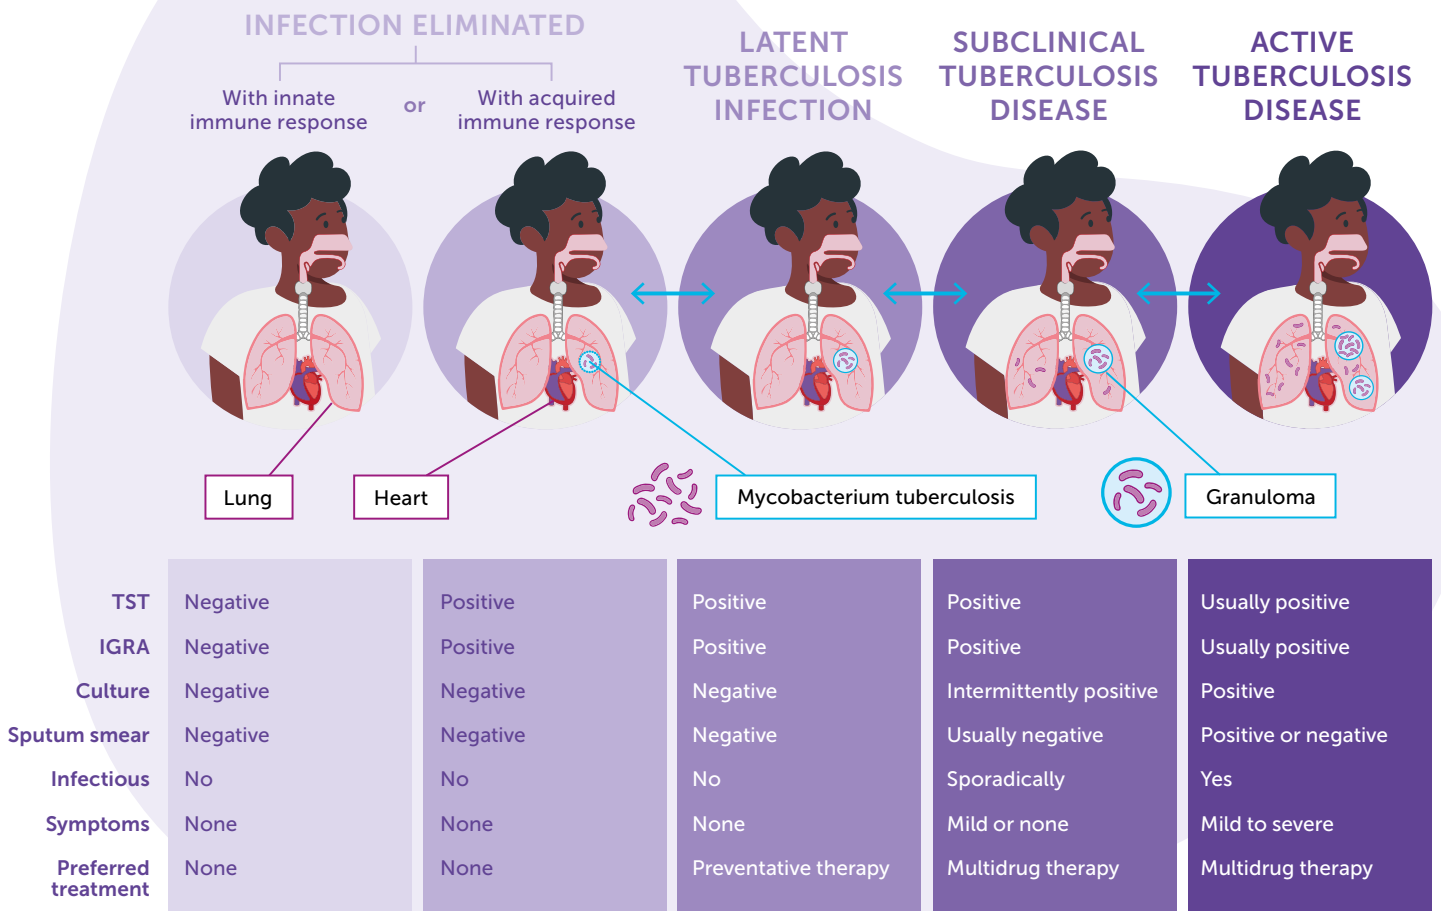 INFECTION ELIMINATED
With innate
immune response
or
With acquired
immune response
LATENT
TUBERCULOSIS
INFECTION
SUBCLINICAL
TUBERCULOSIS
DISEASE
ACTIVE
TUBERCULOSIS
DISEASE
Lung
Heart
Mycobacterium tuberculosis
Granuloma
TST Negative Positive Positive Positive Usually positive
IGRA Negative Positive Positive Positive Usually positive
Culture Negative Negative Negative Intermittently positive Positive
Sputum smear Negative Negative Negative Usually negative Positive or negative
Infectious No No No Sporadically Yes
Symptoms None None None Mild or none Mild to severe
Preferred
treatment None None Preventative therapy Multidrug therapy Multidrug therapy